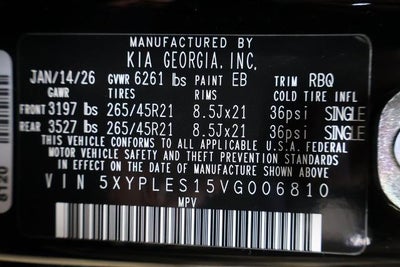 MANUFACTURED BY
KIA GEORGIA, INC.
JAN/14/26 GVWR 6261 lbs PAINT EB TRIM RBQ
GAWR TIRES RIMS COLD TIRE INFL
FRONT 3197 lbs 265/45R21 8.5Jx21 36psi SINGLE
REAR 3527 lbs 265/45R21 8.5Jx21 36psi SINGLE
THIS VEHICLE CONFORMS TO ALL APPLICABLE U.S.A. FEDERAL
MOTOR VEHICLE SAFETY AND THEFT PREVENTION STANDARDS
IN EFFECT ON THE DATE OF MANUFACTURE SHOWN ABOVE
VIN 5XYPLES15VG006810
MPV
8120